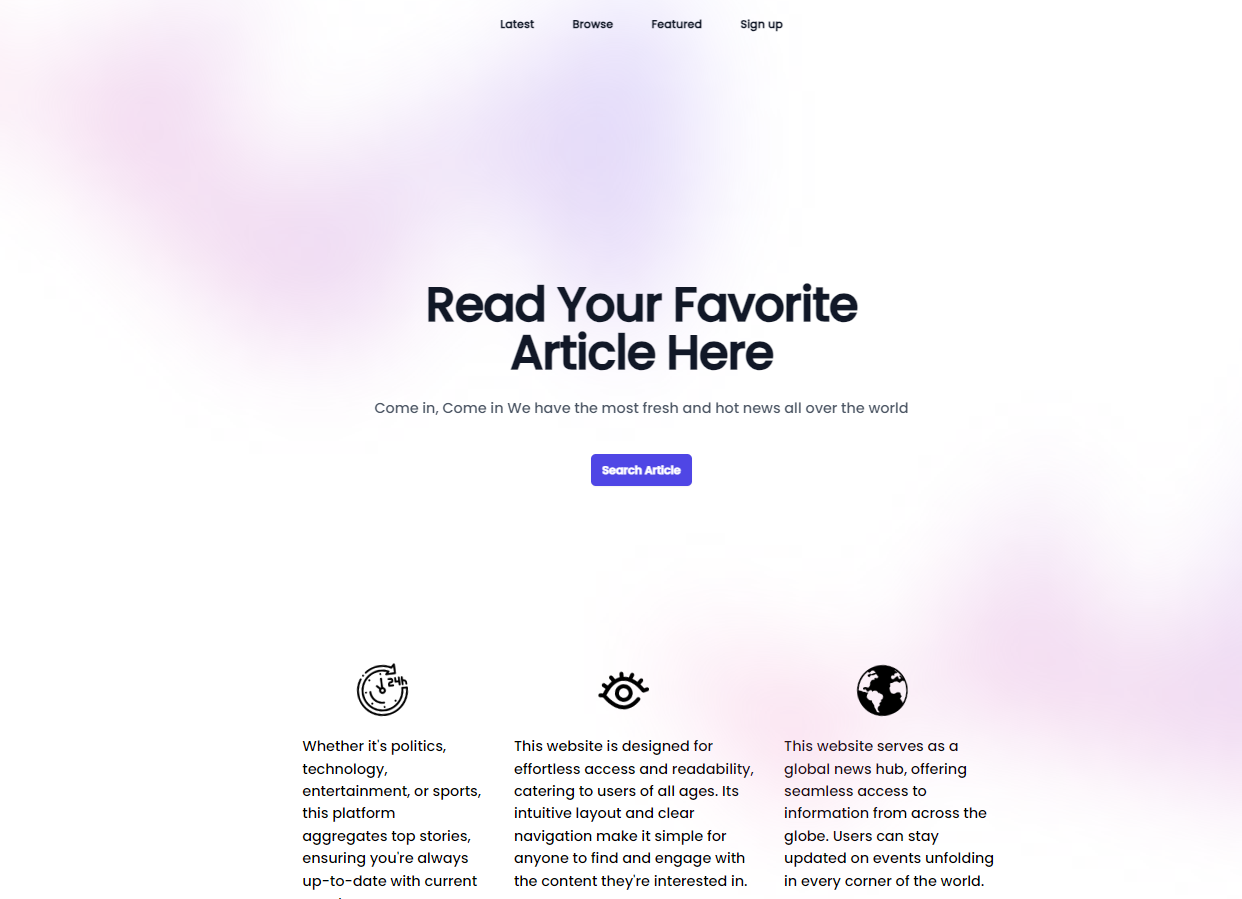 Latest Browse Featured Sign up
Read Your Favorite
Article Here
Come in, Come in We have the most fresh and hot news all over the world
Search Article
24h
Whether it's politics,
technology,
entertainment, or sports,
this platform
aggregates top stories,
ensuring you're always
up-to-date with current
This website is designed for
effortless access and readability,
catering to users of all ages. Its
intuitive layout and clear
navigation make it simple for
anyone to find and engage with
the content they're interested in.
This website serves as a
global news hub, offering
seamless access to
information from across the
globe. Users can stay
updated on events unfolding
in every corner of the world.